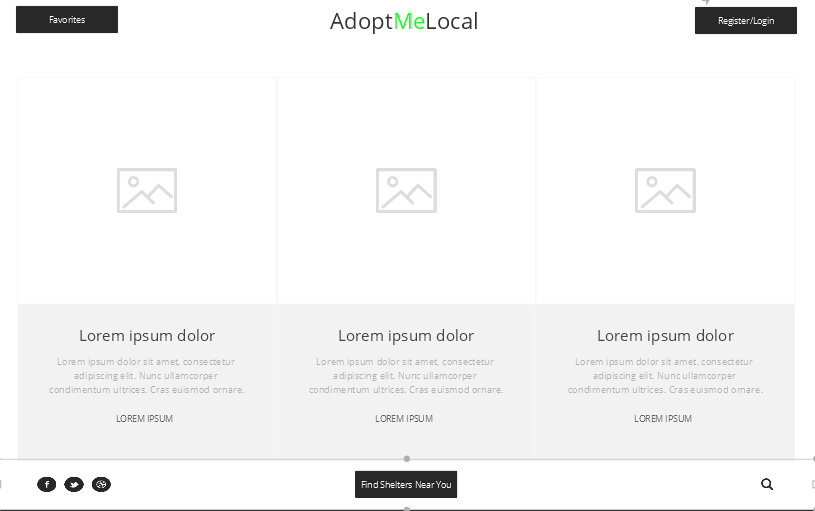 Favorites
AdoptMeLocal
Register/Login
Lorem ipsum dolor
Lorem ipsum dolor sit amet, consectetur
adipiscing elit. Nunc ullamcorper
condimentum ultrices. Cras euismod ornare.
LOREM IPSUM
Lorem ipsum dolor
Lorem ipsum dolor sit amet, consectetur
adipiscing elit. Nunc ullamcorper
condimentum ultrices. Cras euismod ornare.
LOREM IPSUM
Lorem ipsum dolor
Lorem ipsum dolor sit amet, consectetur
adipiscing elit. Nunc ullamcorper
condimentum ultrices. Cras euismod ornare.
LOREM IPSUM
Find Shelters Near You